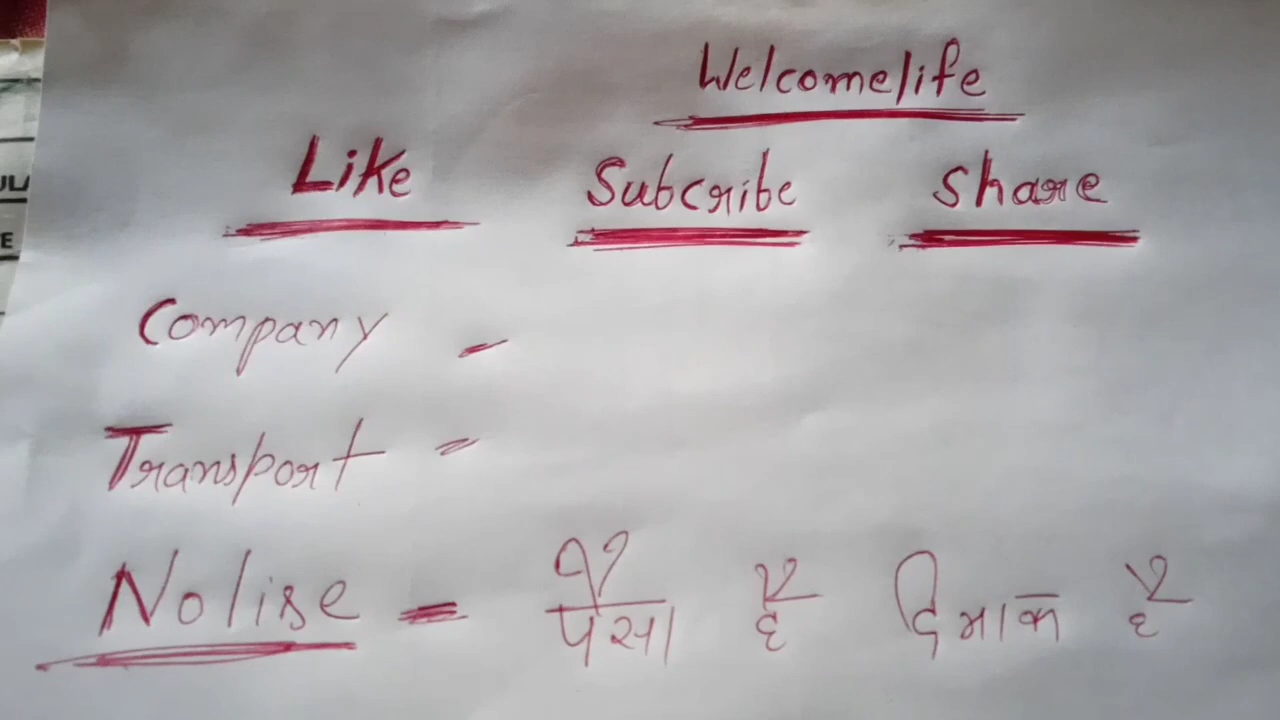 Welcomelife
Like Subcribe Share
Company -
Transport -
Nolise - पैसा है दिमाक है